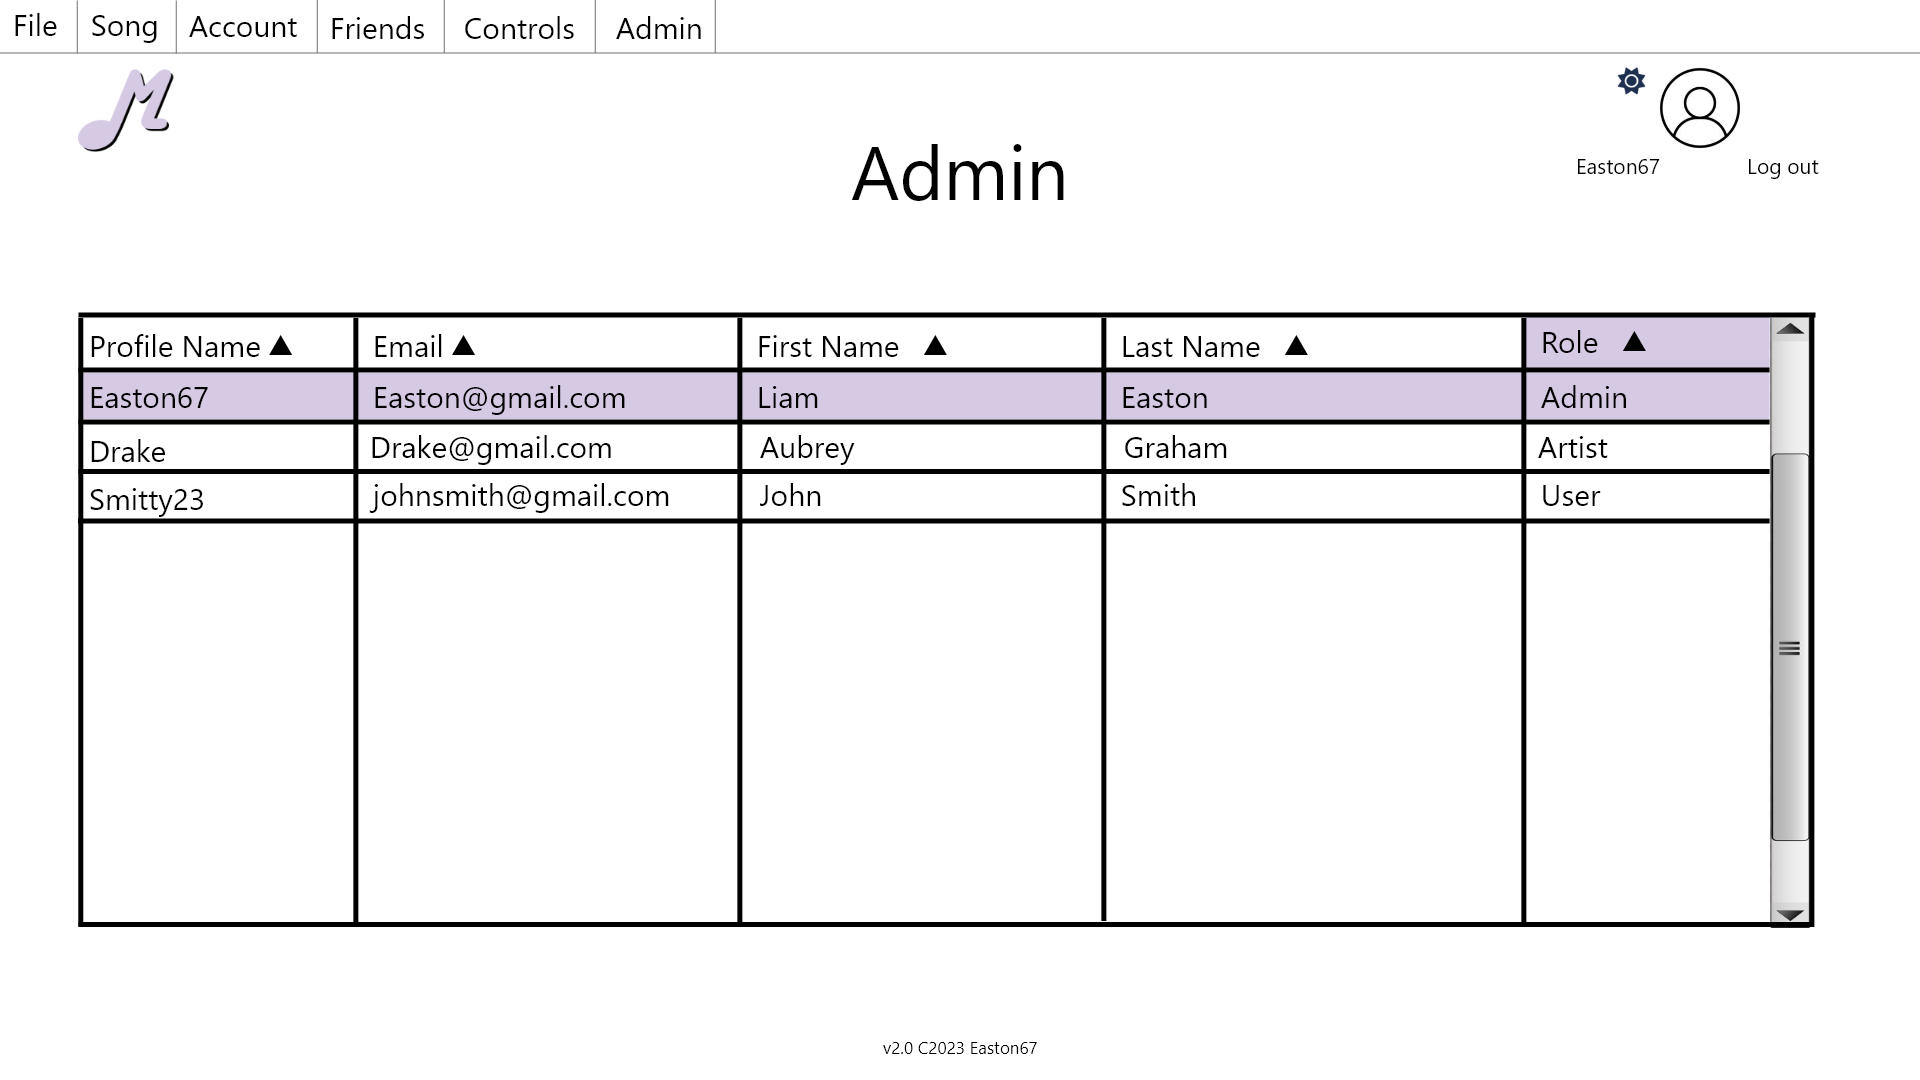 File Song Account Friends Controls Admin
Admin
Easton67 Log out
Profile Name ▲ Email ▲ First Name ▲ Last Name ▲ Role ▲
Easton67 Easton@gmail.com Liam Easton Admin
Drake Drake@gmail.com Aubrey Graham Artist
Smitty23 johnsmith@gmail.com John Smith User
v2.0 C2023 Easton67